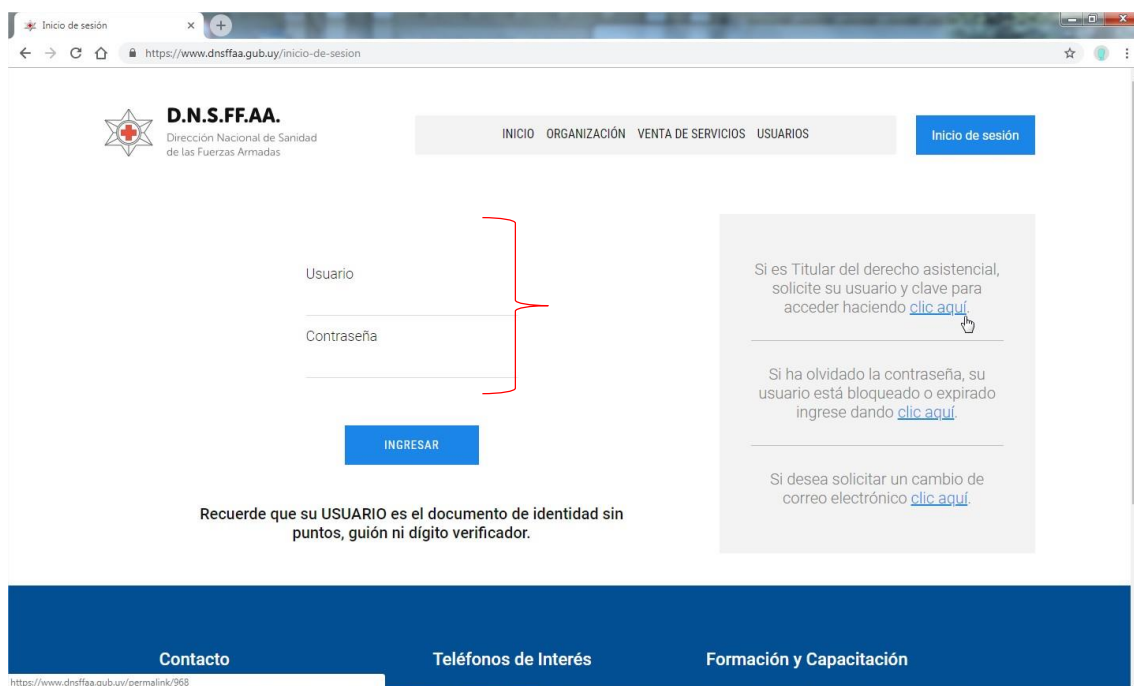 Inicio de sesión
https://www.dnsffaa.gub.uy/inicio-de-sesion
D.N.S.FF.AA.
Dirección Nacional de Sanidad
de las Fuerzas Armadas
INICIO ORGANIZACIÓN VENTA DE SERVICIOS USUARIOS
Inicio de sesión
Usuario
Contraseña
INGRESAR
Recuerde que su USUARIO es el documento de identidad sin
puntos, guión ni dígito verificador.
Si es Titular del derecho asistencial,
solicite su usuario y clave para
acceder haciendo clic aquí.
Si ha olvidado la contraseña, su
usuario está bloqueado o expirado
ingrese dando clic aquí.
Si desea solicitar un cambio de
correo electrónico clic aquí.
Contacto
Teléfonos de Interés
Formación y Capacitación
https://www.dnsffaa.gub.uy/permalink/968